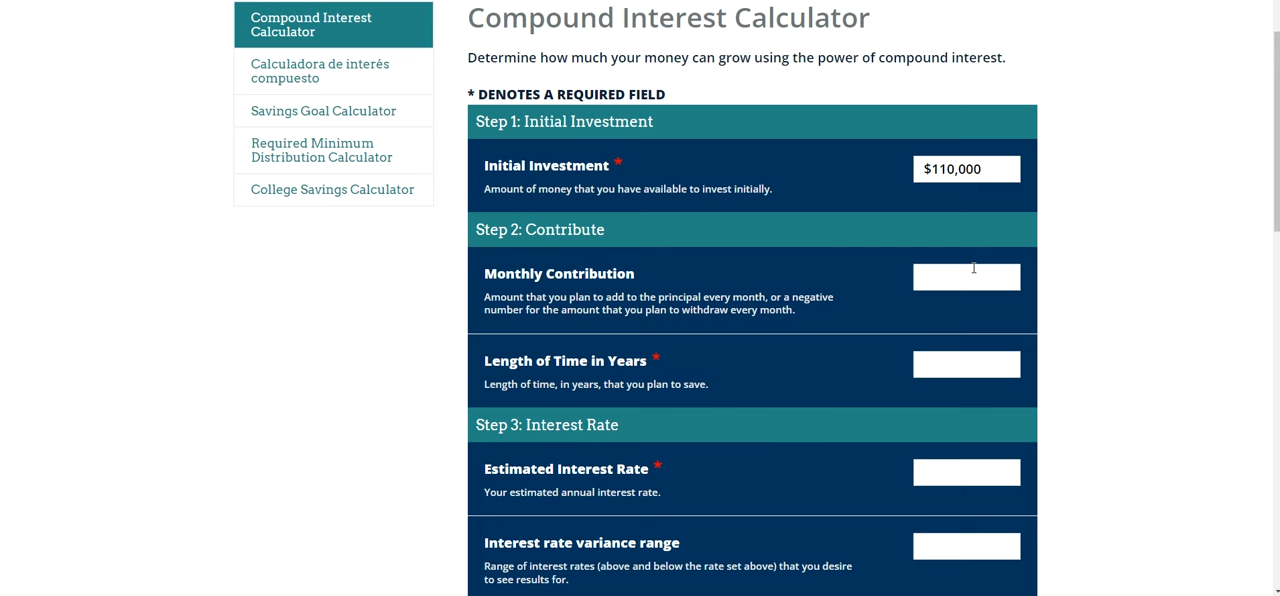 Compound Interest
Calculator
Calculadora de interés
compuesto
Savings Goal Calculator
Required Minimum
Distribution Calculator
College Savings Calculator
Compound Interest Calculator
Determine how much your money can grow using the power of compound interest.
* DENOTES A REQUIRED FIELD
Step 1: Initial Investment
Initial Investment *
$110,000
Amount of money that you have available to invest initially.
Step 2: Contribute
Monthly Contribution
Amount that you plan to add to the principal every month, or a negative
number for the amount that you plan to withdraw every month.
Length of Time in Years *
Length of time, in years, that you plan to save.
Step 3: Interest Rate
Estimated Interest Rate *
Your estimated annual interest rate.
Interest rate variance range
Range of interest rates (above and below the rate set above) that you desire
to see results for.